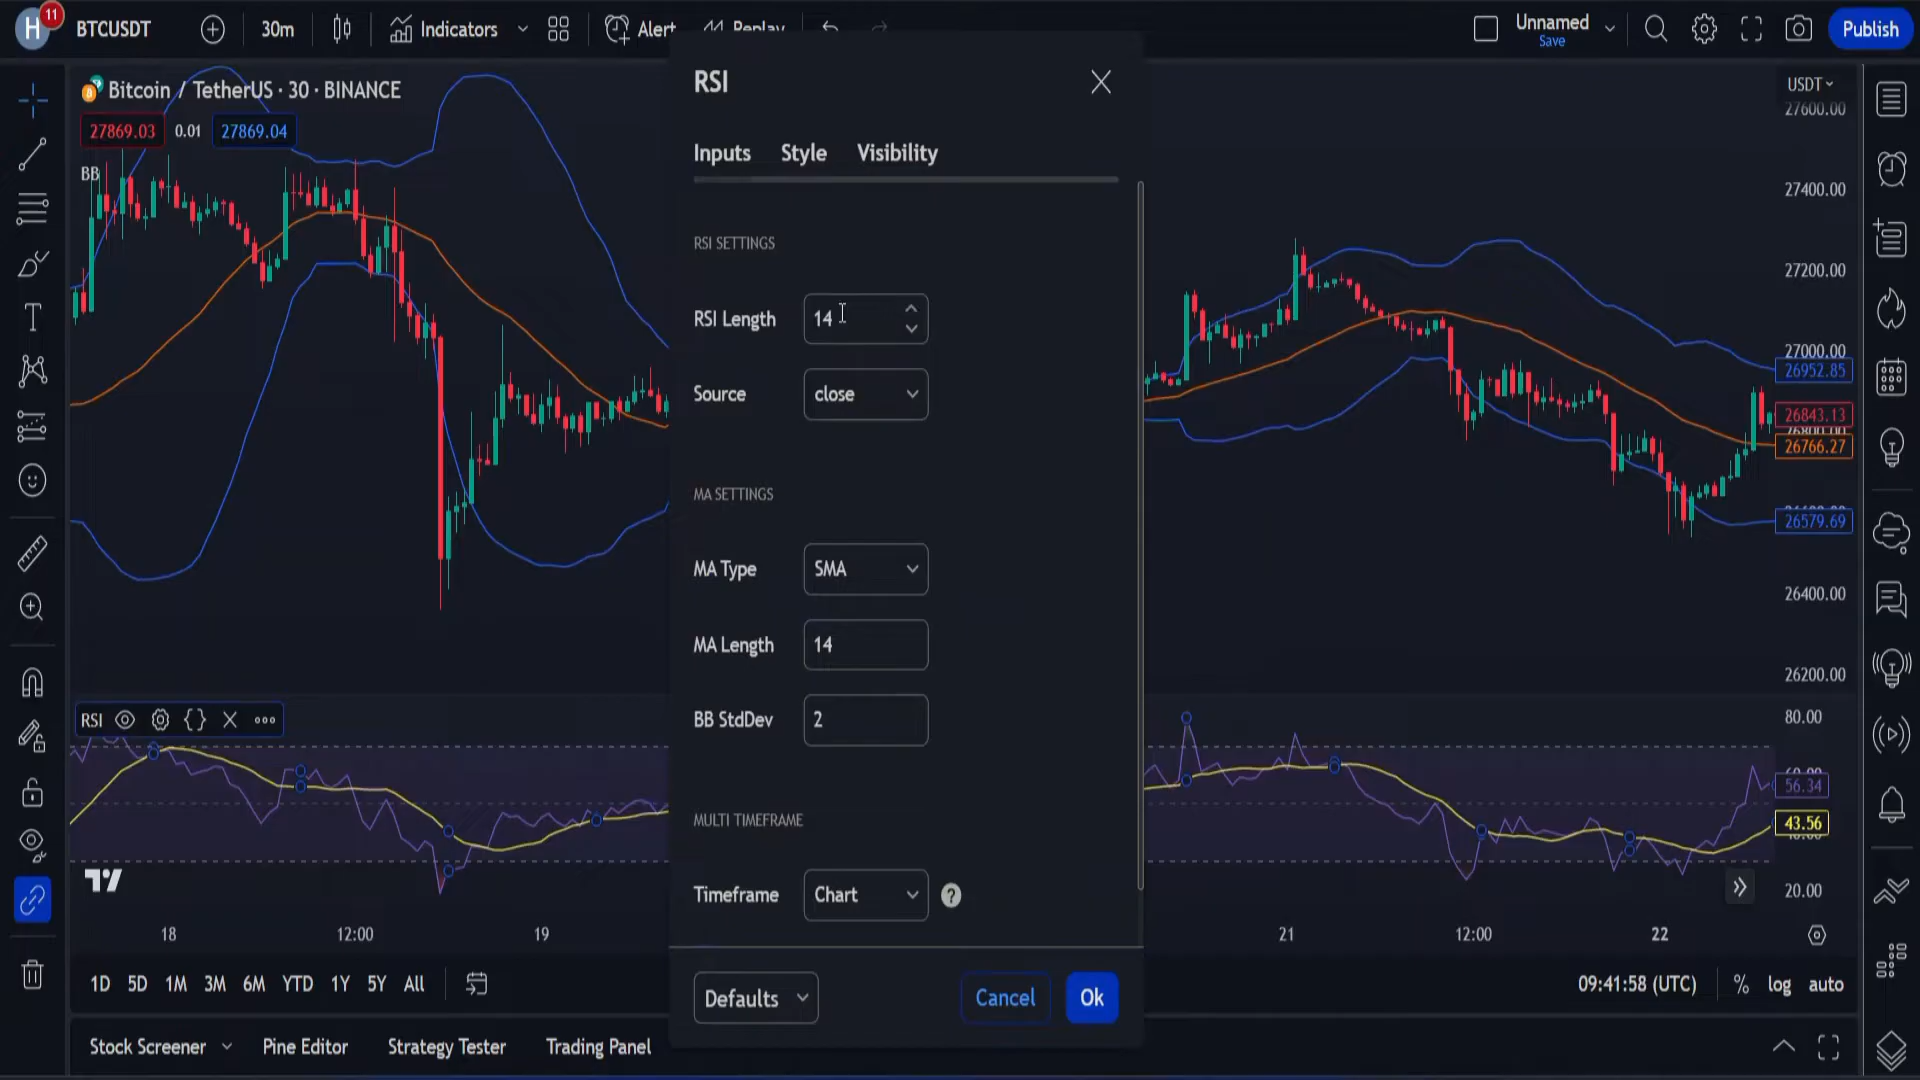 H
11
BTCUSDT
30m
Indicators
Alert
Replay
Unnamed
Save
Publish
Bitcoin / TetherUS · 30 · BINANCE
27869.03
0.01
27869.04
BB
RSI
Inputs
Style
Visibility
RSI SETTINGS
RSI Length
14
Source
close
MA SETTINGS
MA Type
SMA
MA Length
14
BB StdDev
2
MULTI TIMEFRAME
Timeframe
Chart
?
Defaults
Cancel
Ok
USDT
27600.00
27400.00
27200.00
27000.00
26952.85
26843.13
26766.27
26579.69
26400.00
26200.00
RSI
80.00
56.34
43.56
20.00
18
12:00
19
21
12:00
22
1D
5D
1M
3M
6M
YTD
1Y
5Y
All
09:41:58 (UTC)
%
log
auto
Stock Screener
Pine Editor
Strategy Tester
Trading Panel